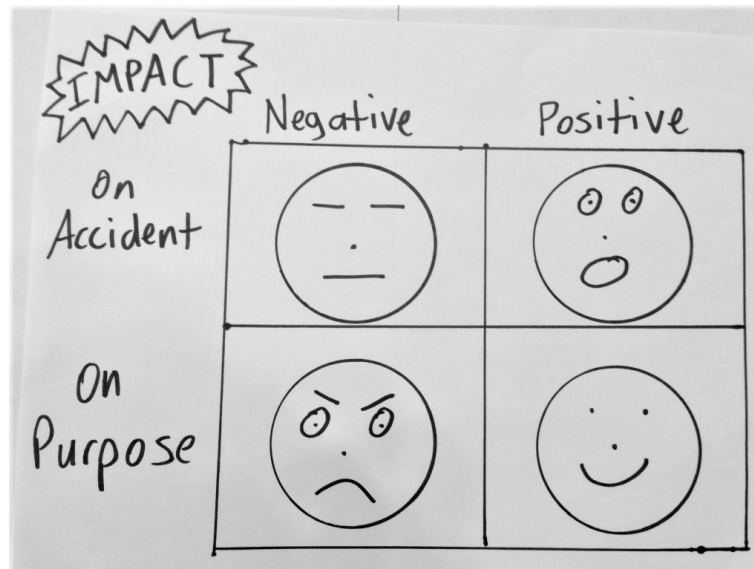 IMPACT
Negative Positive
On
Accident
On
Purpose